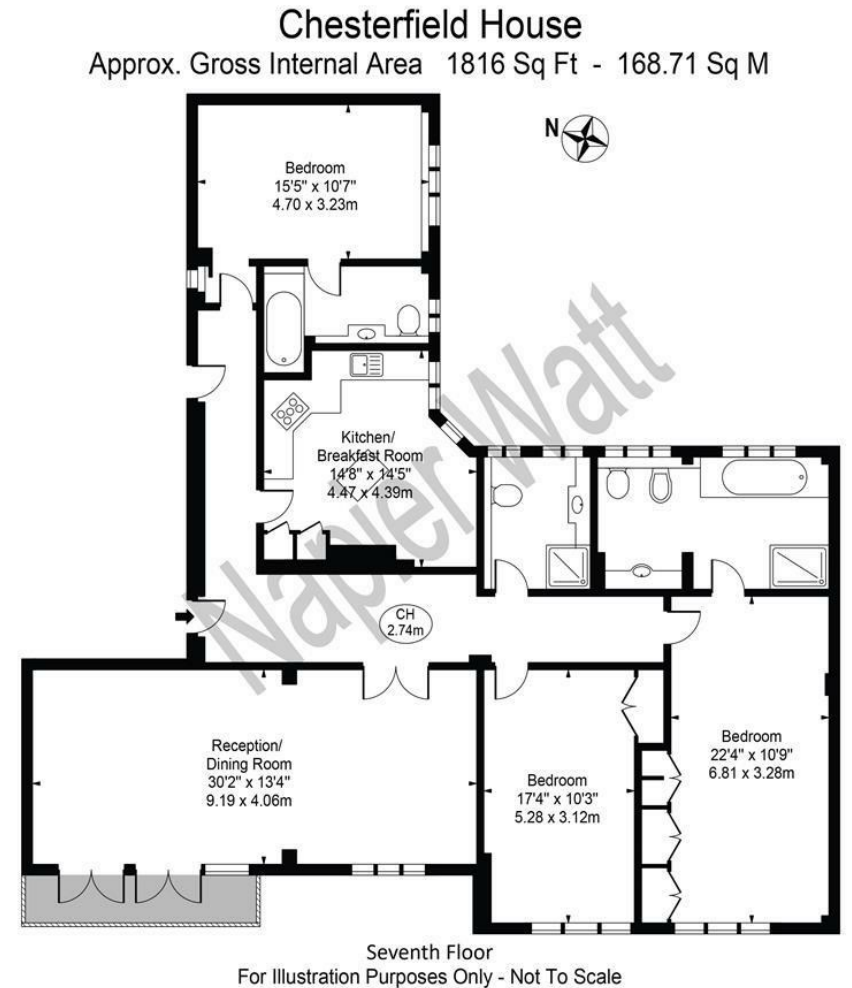 Chesterfield House
Approx. Gross Internal Area 1816 Sq Ft - 168.71 Sq M
N
Bedroom
15'5" x 10'7"
4.70 x 3.23m
Kitchen/
Breakfast Room
14'8" x 14'5"
4.47 x 4.39m
Napier Watt
CH
2.74m
Reception/
Dining Room
30'2" x 13'4"
9.19 x 4.06m
Bedroom
17'4" x 10'3"
5.28 x 3.12m
Bedroom
22'4" x 10'9"
6.81 x 3.28m
Seventh Floor
For Illustration Purposes Only - Not To Scale